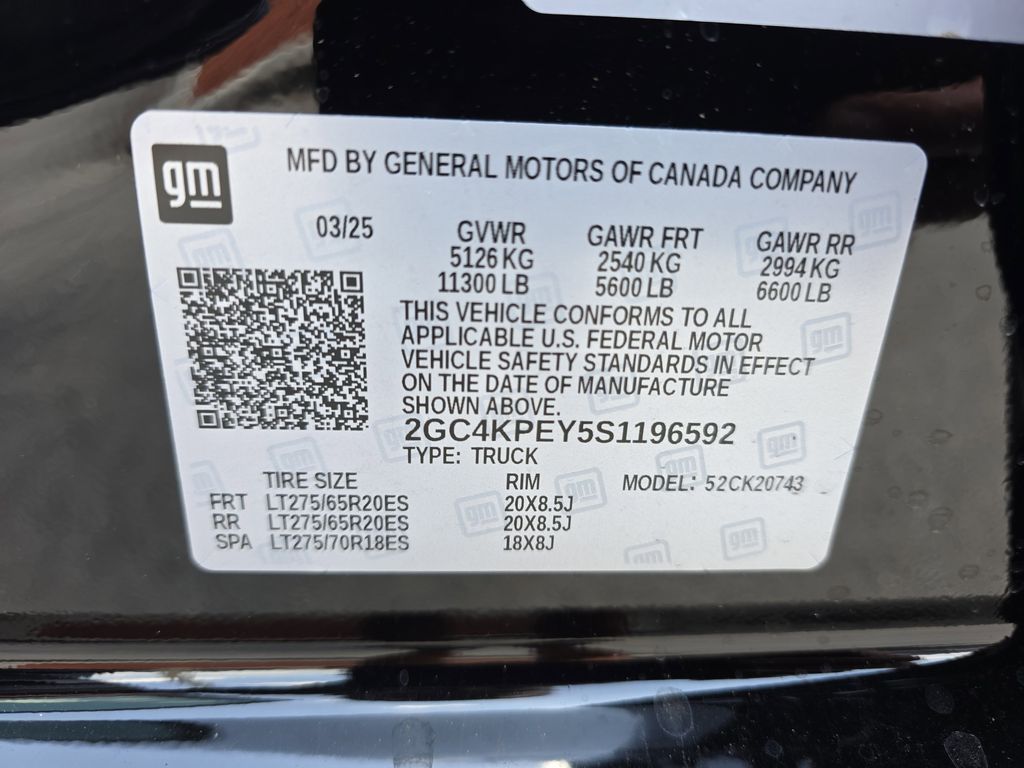 gm
MFD BY GENERAL MOTORS OF CANADA COMPANY
03/25
GVWR
5126 KG
11300 LB
GAWR FRT
2540 KG
5600 LB
GAWR RR
2994 KG
6600 LB
THIS VEHICLE CONFORMS TO ALL
APPLICABLE U.S. FEDERAL MOTOR
VEHICLE SAFETY STANDARDS IN EFFECT
ON THE DATE OF MANUFACTURE
SHOWN ABOVE.
2GC4KPEY5S1196592
TYPE: TRUCK
TIRE SIZE RIM MODEL: 52CK20743
FRT LT275/65R20ES 20X8.5J
RR LT275/65R20ES 20X8.5J
SPA LT275/70R18ES 18X8J